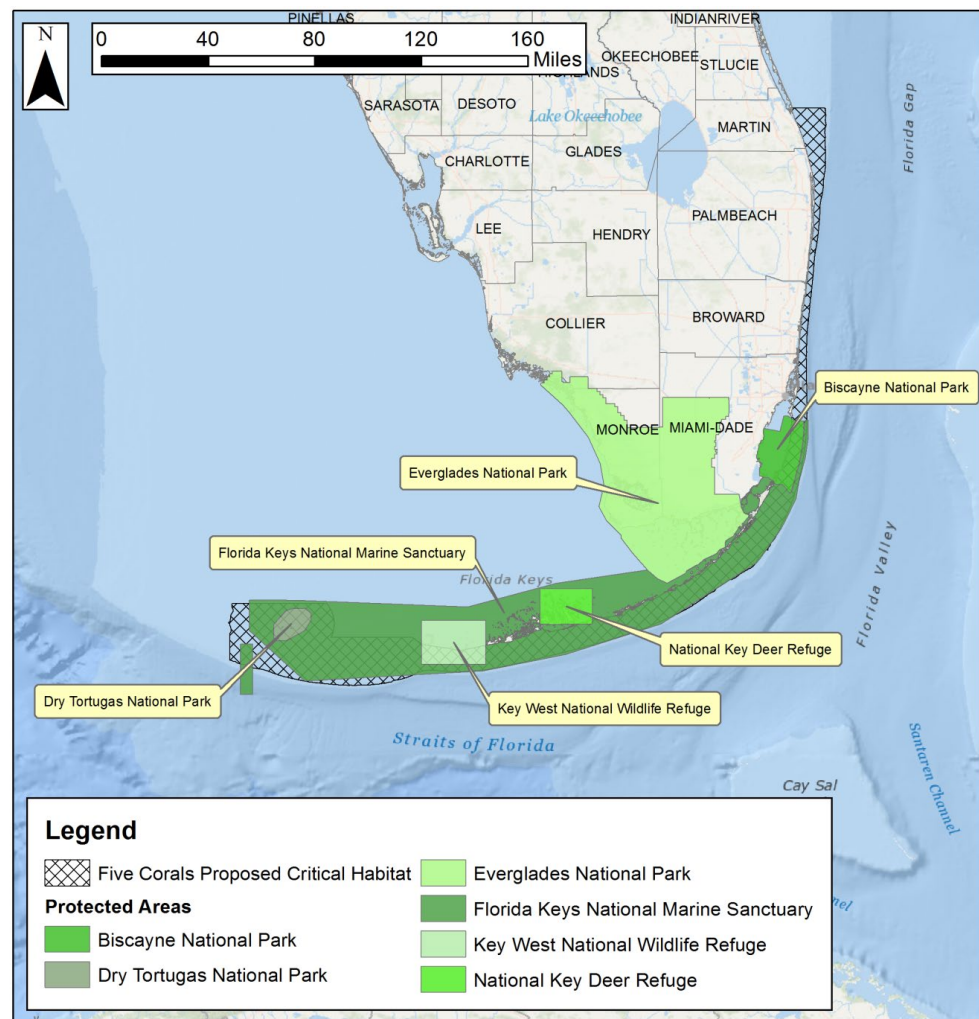 PINELLAS
INDIANRIVER
N
0 40 80 120 160
Miles
OKEECHOBEE
HIGHLANDS
STLUCIE
SARASOTA
DESOTO
Lake Okeechobee
MARTIN
Florida Gap
CHARLOTTE
GLADES
LEE
HENDRY
PALMBEACH
COLLIER
BROWARD
Biscayne National Park
MONROE
MIAMI-DADE
Everglades National Park
Florida Valley
Florida Keys National Marine Sanctuary
Florida Keys
National Key Deer Refuge
Dry Tortugas National Park
Key West National Wildlife Refuge
Straits of Florida
Santaren Channel
Cay Sal
Legend
Five Corals Proposed Critical Habitat
Protected Areas
Biscayne National Park
Dry Tortugas National Park
Everglades National Park
Florida Keys National Marine Sanctuary
Key West National Wildlife Refuge
National Key Deer Refuge